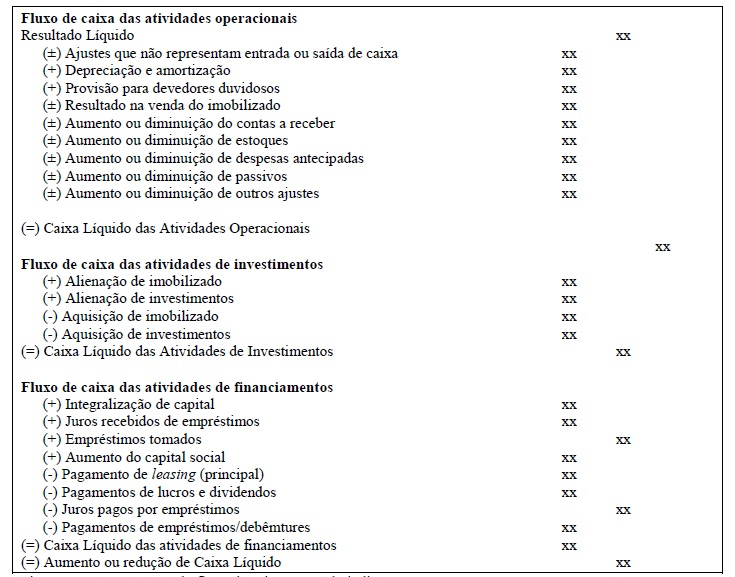 Fluxo de caixa das atividades operacionais
Resultado Líquido xx
(±) Ajustes que não representam entrada ou saída de caixa xx
(+) Depreciação e amortização xx
(+) Provisão para devedores duvidosos xx
(±) Resultado na venda do imobilizado xx
(±) Aumento ou diminuição do contas a receber xx
(±) Aumento ou diminuição de estoques xx
(±) Aumento ou diminuição de despesas antecipadas xx
(±) Aumento ou diminuição de passivos xx
(±) Aumento ou diminuição de outros ajustes xx
(=) Caixa Líquido das Atividades Operacionais
xx
Fluxo de caixa das atividades de investimentos
(+) Alienação de imobilizado xx
(+) Alienação de investimentos xx
(-) Aquisição de imobilizado xx
(-) Aquisição de investimentos xx
(=) Caixa Líquido das Atividades de Investimentos xx
Fluxo de caixa das atividades de financiamentos
(+) Integralização de capital xx
(+) Juros recebidos de empréstimos xx
(+) Empréstimos tomados xx
(+) Aumento do capital social xx
(-) Pagamento de leasing (principal) xx
(-) Pagamentos de lucros e dividendos xx
(-) Juros pagos por empréstimos xx
(-) Pagamentos de empréstimos/debêmtures xx
(=) Caixa Líquido das atividades de financiamentos xx
(=) Aumento ou redução de Caixa Líquido xx